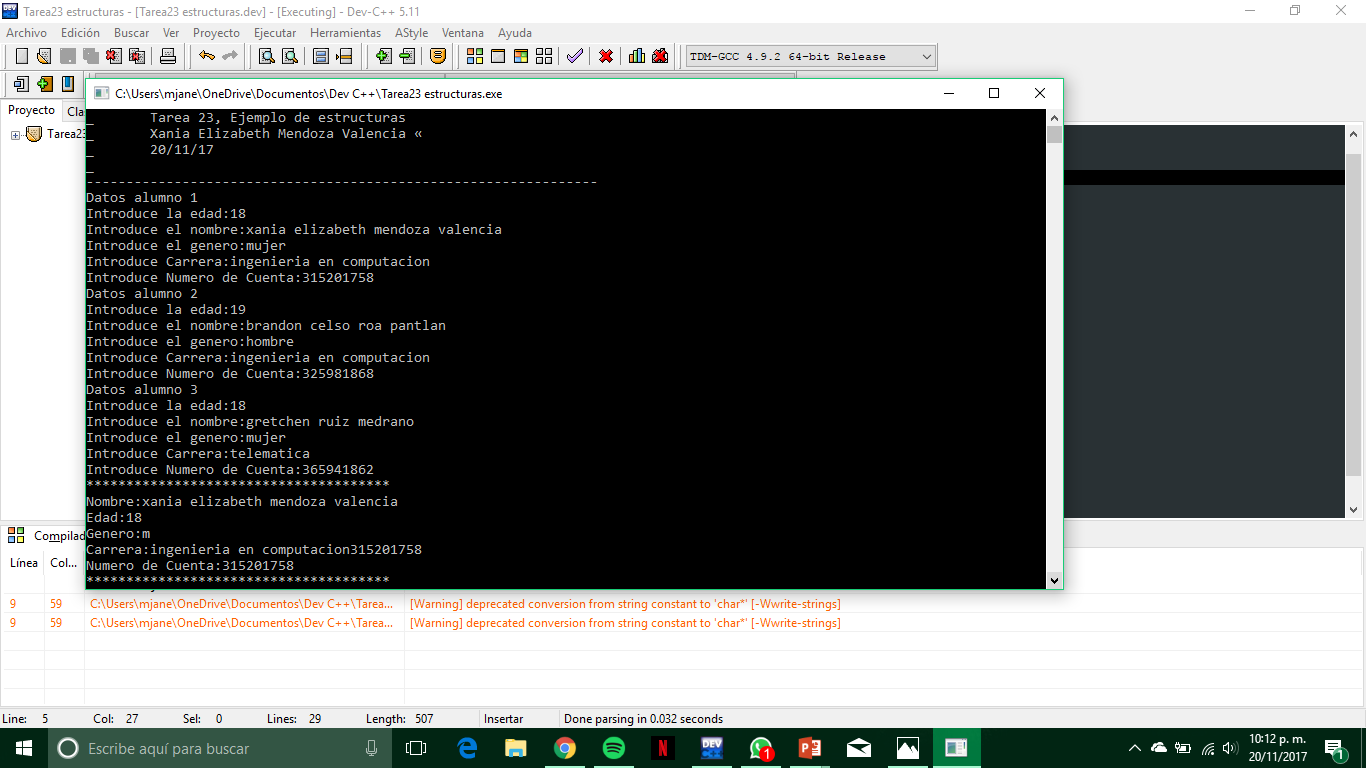 Tarea23 estructuras - [Tarea23 estructuras.dev] - [Executing] - Dev-C++ 5.11
Archivo Edición Buscar Ver Proyecto Ejecutar Herramientas AStyle Ventana Ayuda
TDM-GCC 4.9.2 64-bit Release
C:\Users\mjane\OneDrive\Documentos\Dev C++\Tarea23 estructuras.exe
Proyecto Cla
Tarea23
_ Tarea 23, Ejemplo de estructuras
_ Xania Elizabeth Mendoza Valencia «
_ 20/11/17
_
----------------------------------------------------------------
Datos alumno 1
Introduce la edad:18
Introduce el nombre:xania elizabeth mendoza valencia
Introduce el genero:mujer
Introduce Carrera:ingenieria en computacion
Introduce Numero de Cuenta:315201758
Datos alumno 2
Introduce la edad:19
Introduce el nombre:brandon celso roa pantlan
Introduce el genero:hombre
Introduce Carrera:ingenieria en computacion
Introduce Numero de Cuenta:325981868
Datos alumno 3
Introduce la edad:18
Introduce el nombre:gretchen ruiz medrano
Introduce el genero:mujer
Introduce Carrera:telematica
Introduce Numero de Cuenta:365941862
**************************************
Nombre:xania elizabeth mendoza valencia
Edad:18
Genero:m
Carrera:ingenieria en computacion315201758
Numero de Cuenta:315201758
**************************************
Compilad
Línea Col...
9 59 C:\Users\mjane\OneDrive\Documentos\Dev C++\Tarea... [Warning] deprecated conversion from string constant to 'char*' [-Wwrite-strings]
9 59 C:\Users\mjane\OneDrive\Documentos\Dev C++\Tarea... [Warning] deprecated conversion from string constant to 'char*' [-Wwrite-strings]
Line: 5 Col: 27 Sel: 0 Lines: 29 Length: 507 Insertar Done parsing in 0.032 seconds
Escribe aquí para buscar
DEV
1
10:12 p. m.
20/11/2017
1